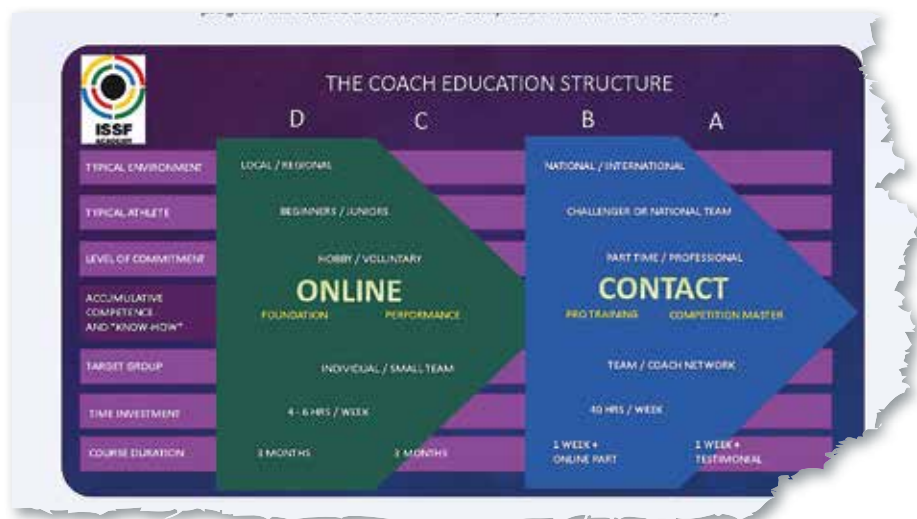 THE COACH EDUCATION STRUCTURE
ISSF
ACADEMY
D C B A
TYPICAL ENVIRONMENT LOCAL / REGIONAL NATIONAL / INTERNATIONAL
TYPICAL ATHLETE BEGINNERS / JUNIORS CHALLENGER OR NATIONAL TEAM
LEVEL OF COMMITMENT HOBBY / VOLUNTARY PART TIME / PROFESSIONAL
ACCUMULATIVE
COMPETENCE
AND "KNOW-HOW"
ONLINE CONTACT
FOUNDATION PERFORMANCE PRO TRAINING COMPETITION MASTER
TARGET GROUP INDIVIDUAL / SMALL TEAM TEAM / COACH NETWORK
TIME INVESTMENT 4 - 6 HRS / WEEK 40 HRS / WEEK
COURSE DURATION 3 MONTHS 3 MONTHS 1 WEEK +
ONLINE PART 1 WEEK +
TESTIMONIAL